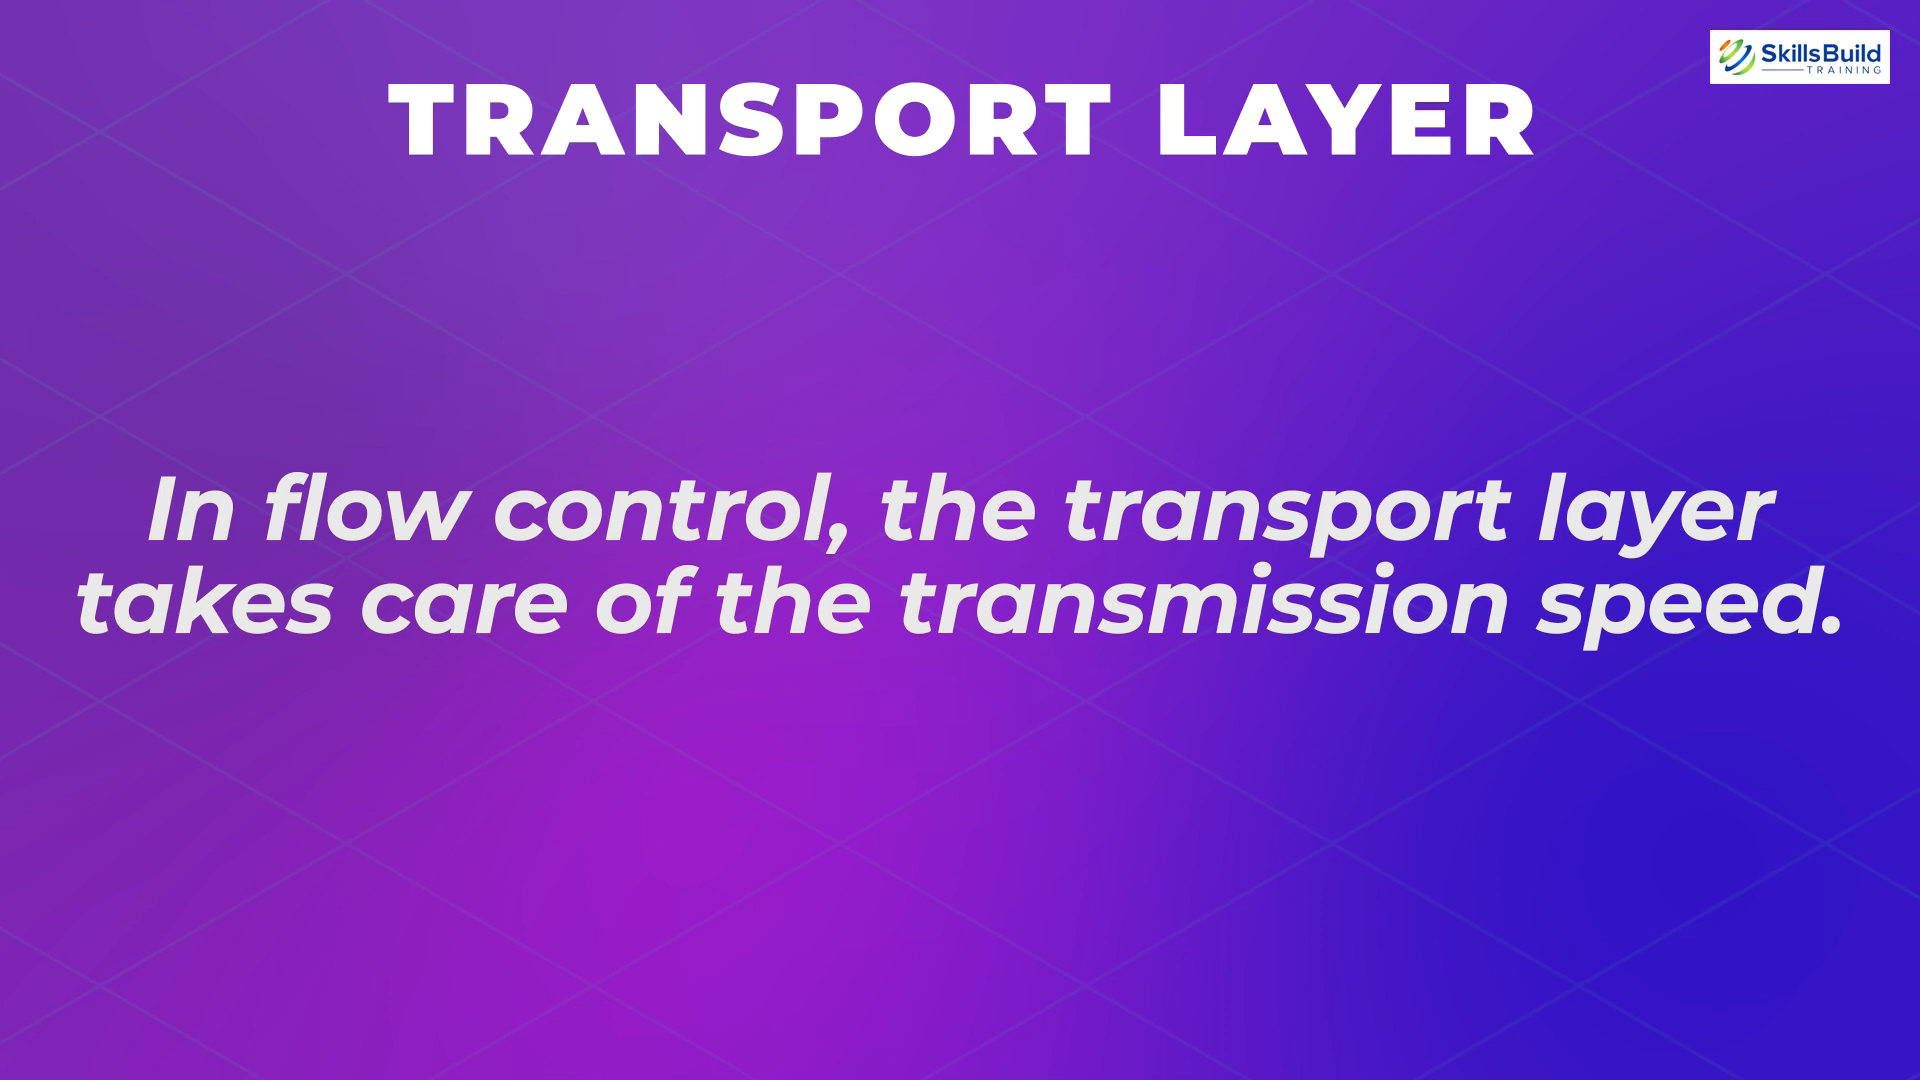 SkillsBuild
TRAINING
TRANSPORT LAYER
In flow control, the transport layer
takes care of the transmission speed.